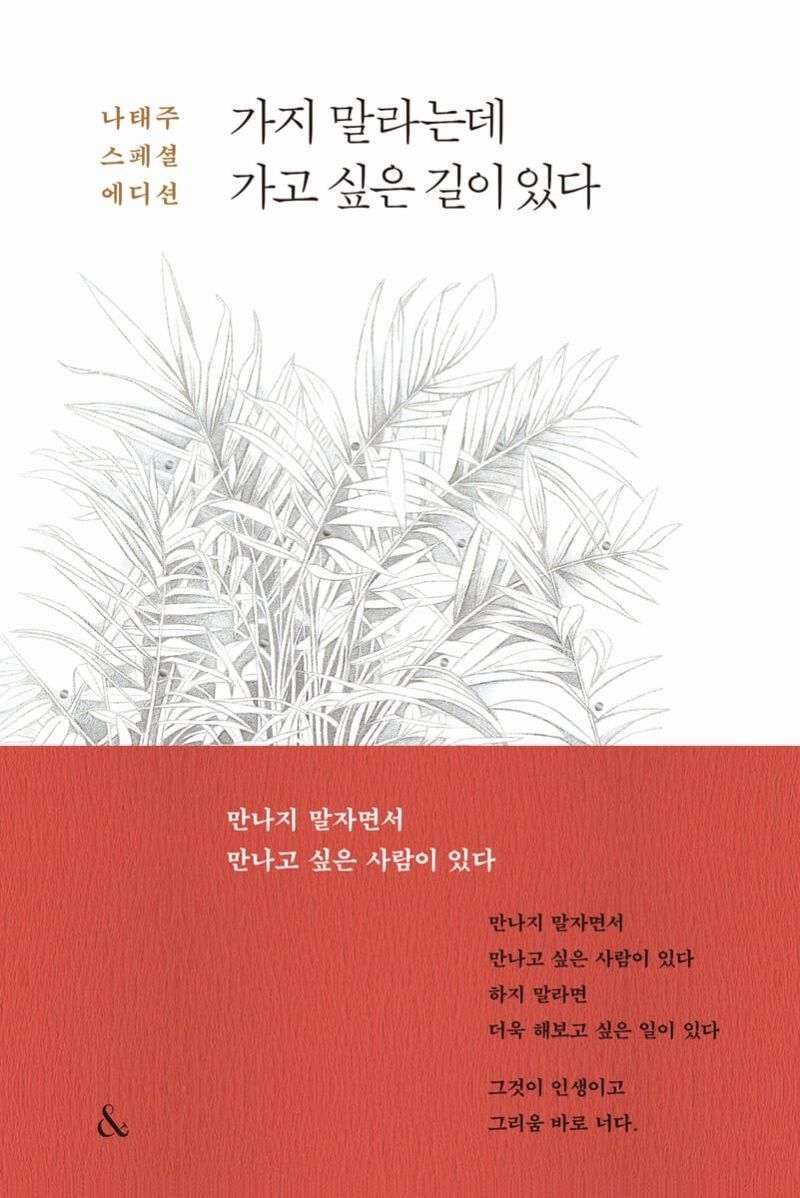 나태주
스페셜
에디션
가지 말라는데
가고 싶은 길이 있다
만나지 말자면서
만나고 싶은 사람이 있다
만나지 말자면서
만나고 싶은 사람이 있다
하지 말라면
더욱 해보고 싶은 일이 있다
그것이 인생이고
그리움 바로 너다.
&